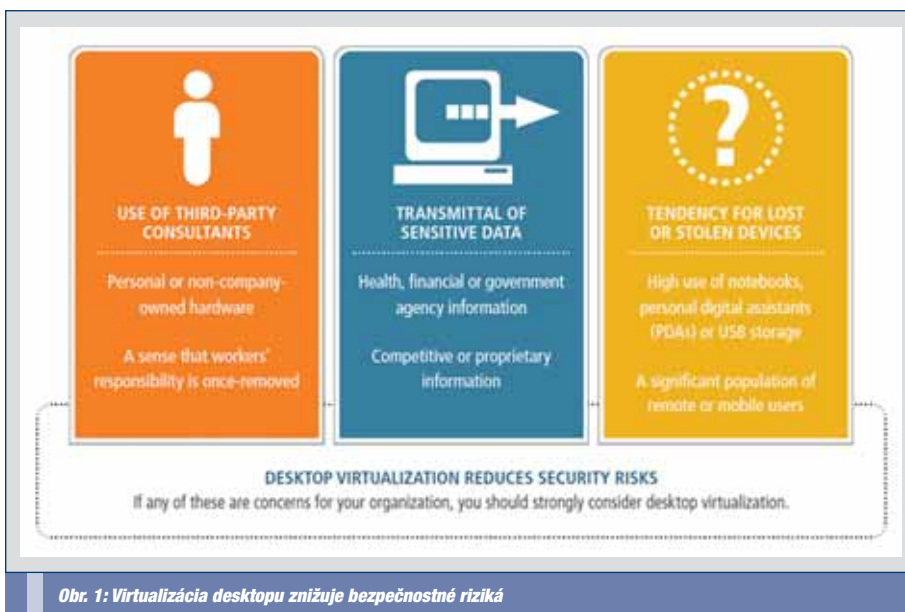 USE OF THIRD-PARTY
CONSULTANTS
Personal or non-company-
owned hardware
A sense that workers'
responsibility is once-removed
TRANSMITTAL OF
SENSITIVE DATA
Health, financial or government
agency information
Competitive or proprietary
information
?
TENDENCY FOR LOST
OR STOLEN DEVICES
High use of notebooks,
personal digital assistants
(PDAs) or USB storage
A significant population of
remote or mobile users
DESKTOP VIRTUALIZATION REDUCES SECURITY RISKS
If any of these are concerns for your organization, you should strongly consider desktop virtualization.
Obr. 1: Virtualizácia desktopu znižuje bezpečnostné riziká